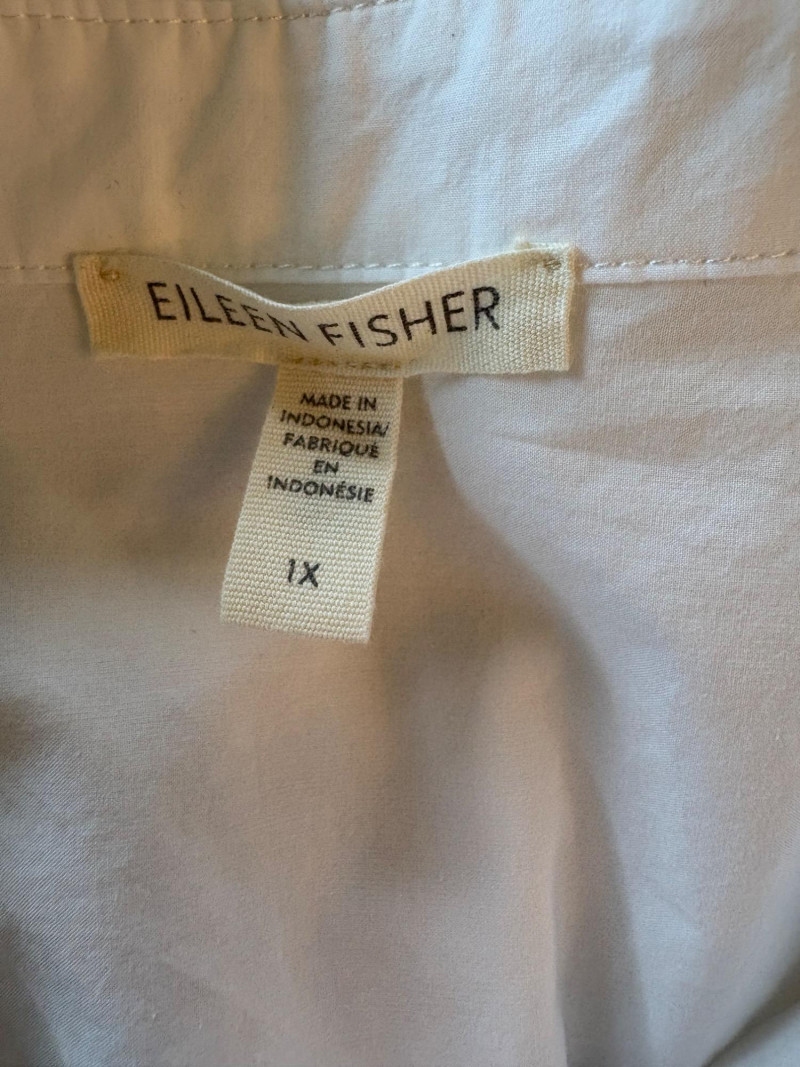 EILEEN FISHER
MADE IN
INDONESIA/
FABRIQUÉ
EN
INDONÉSIE
1X